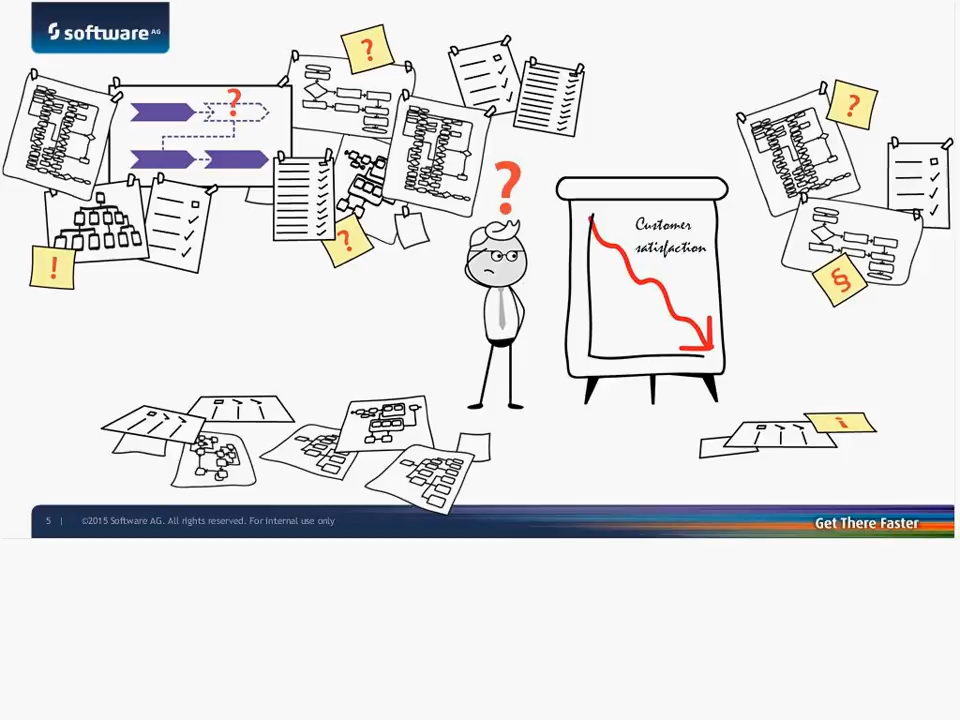 software AG
?
?
?
?
?
!
§
Customer
satisfaction
i
5 | ©2015 Software AG. All rights reserved. For internal use only
Get There Faster